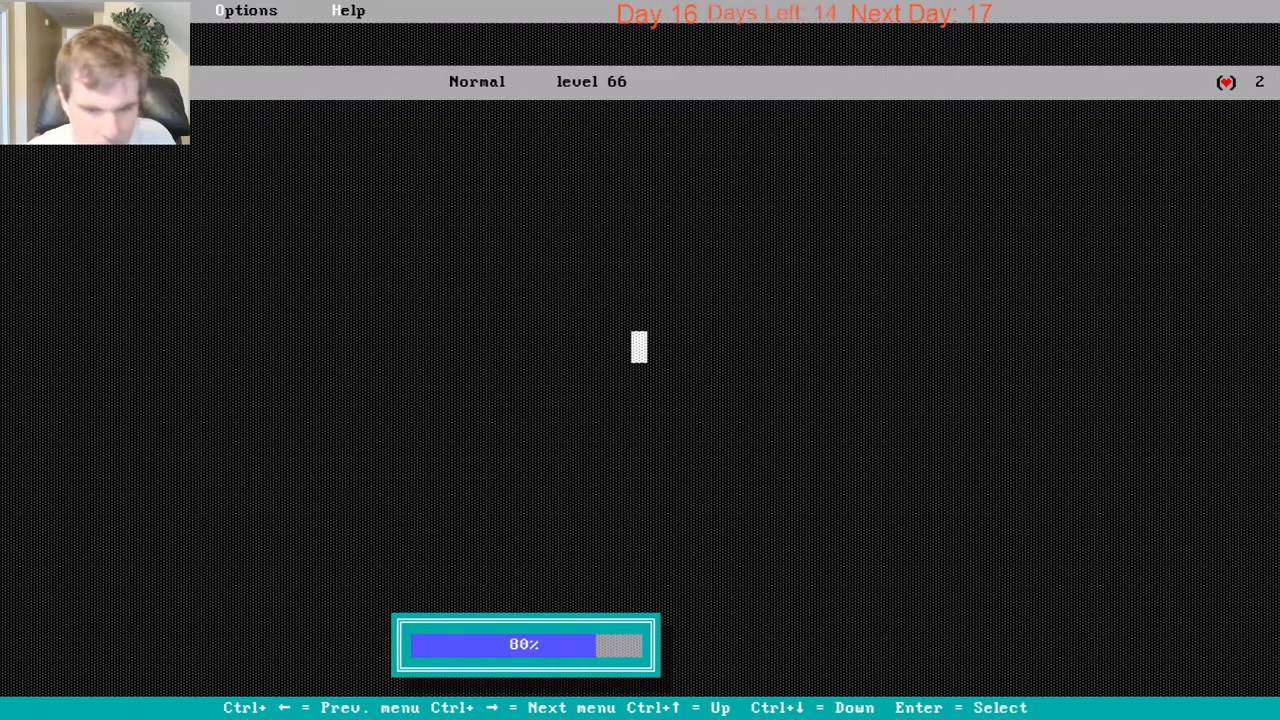 Options Help Day 16 Days Left: 14 Next Day: 17
Normal level 66 (♥) 2
80%
Ctrl+ ← = Prev. menu Ctrl+ → = Next menu Ctrl+↑ = Up Ctrl+↓ = Down Enter = Select